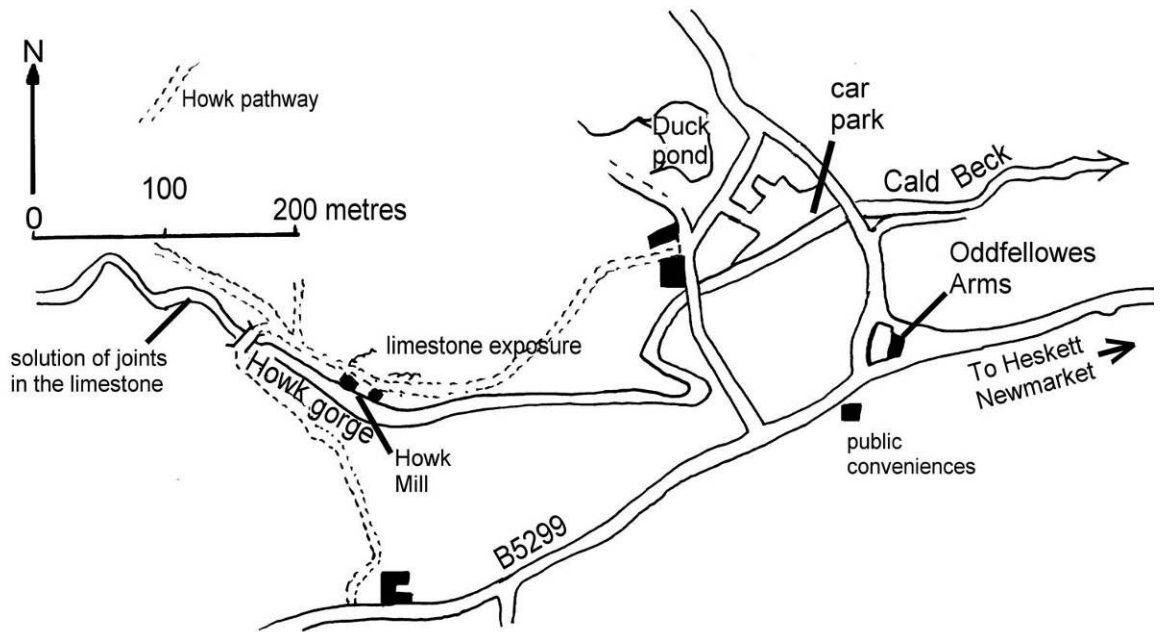 N
Howk pathway
0
100
200 metres
Duck
pond
car
park
Cald Beck
Oddfellowes
Arms
To Heskett
Newmarket
solution of joints
in the limestone
limestone exposure
Howk gorge
Howk
Mill
public
conveniences
B5299